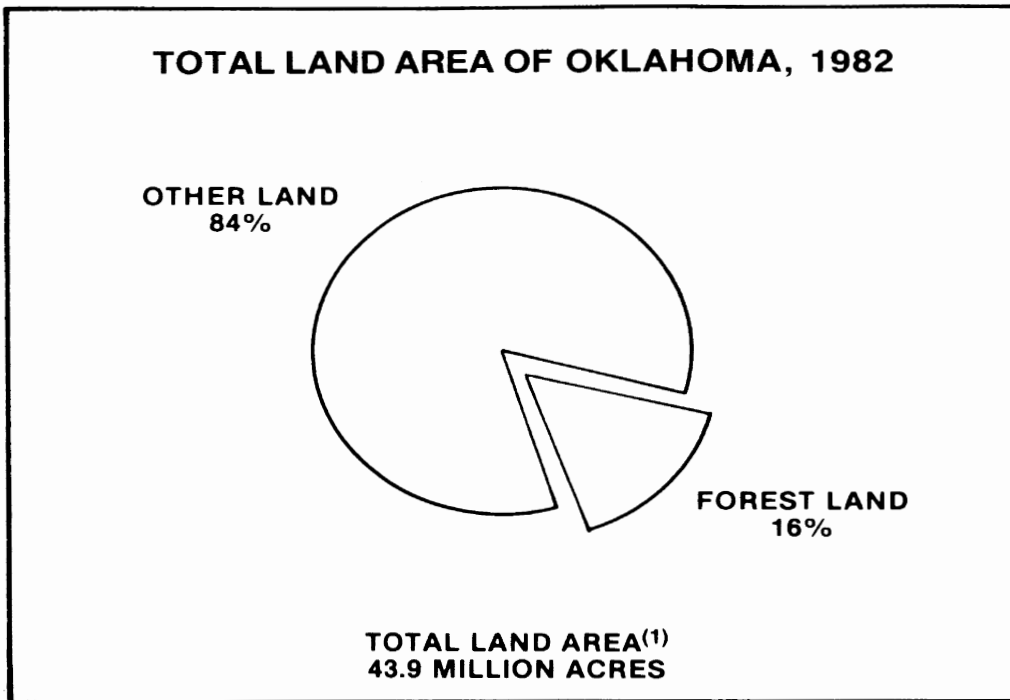 TOTAL LAND AREA OF OKLAHOMA, 1982
OTHER LAND
84%
FOREST LAND
16%
TOTAL LAND AREA(1)
43.9 MILLION ACRES